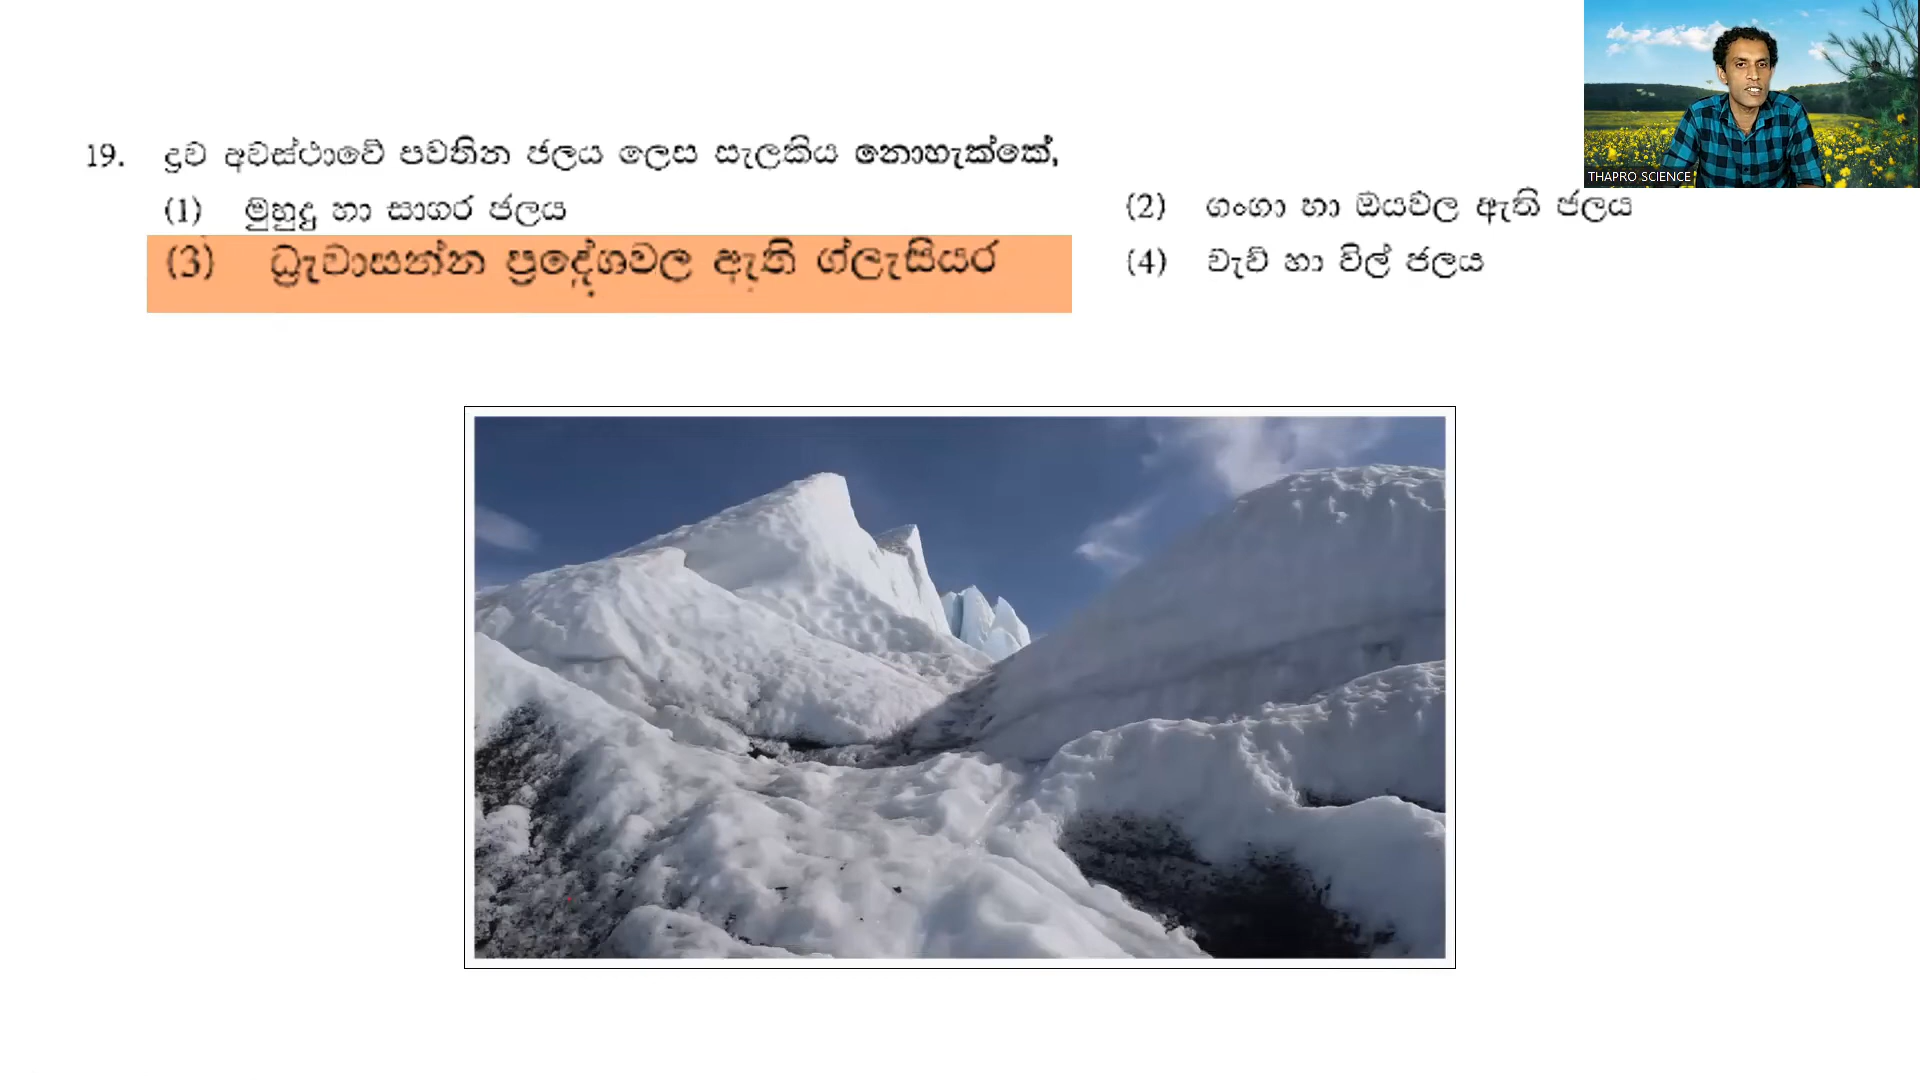 THAPRO SCIENCE
19. ද්‍රව අවස්ථාවේ පවතින ජලය ලෙස සැලකිය නොහැක්කේ,
(1) මුහුදු හා සාගර ජලය
(2) ගංගා හා ඔයවල ඇති ජලය
(3) ධ්‍රැවාසන්න ප්‍රදේශවල ඇති ග්ලැසියර
(4) වැව් හා විල් ජලය